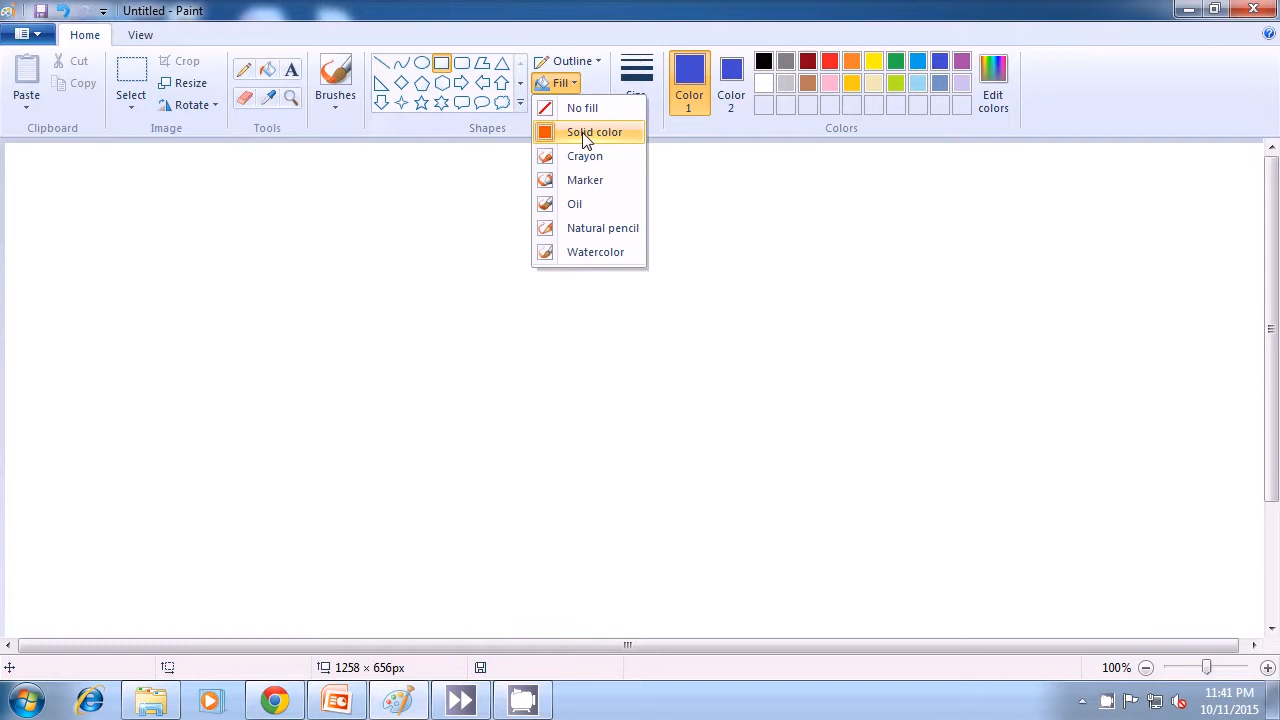 Untitled - Paint
Home View
Paste
Cut
Copy
Clipboard
Select
Crop
Resize
Rotate
Image
A
Tools
Brushes
Shapes
Outline
Fill
Color 1
Color 2
Edit colors
Colors
No fill
Solid color
Crayon
Marker
Oil
Natural pencil
Watercolor
1258 × 656px
100%
11:41 PM
10/11/2015